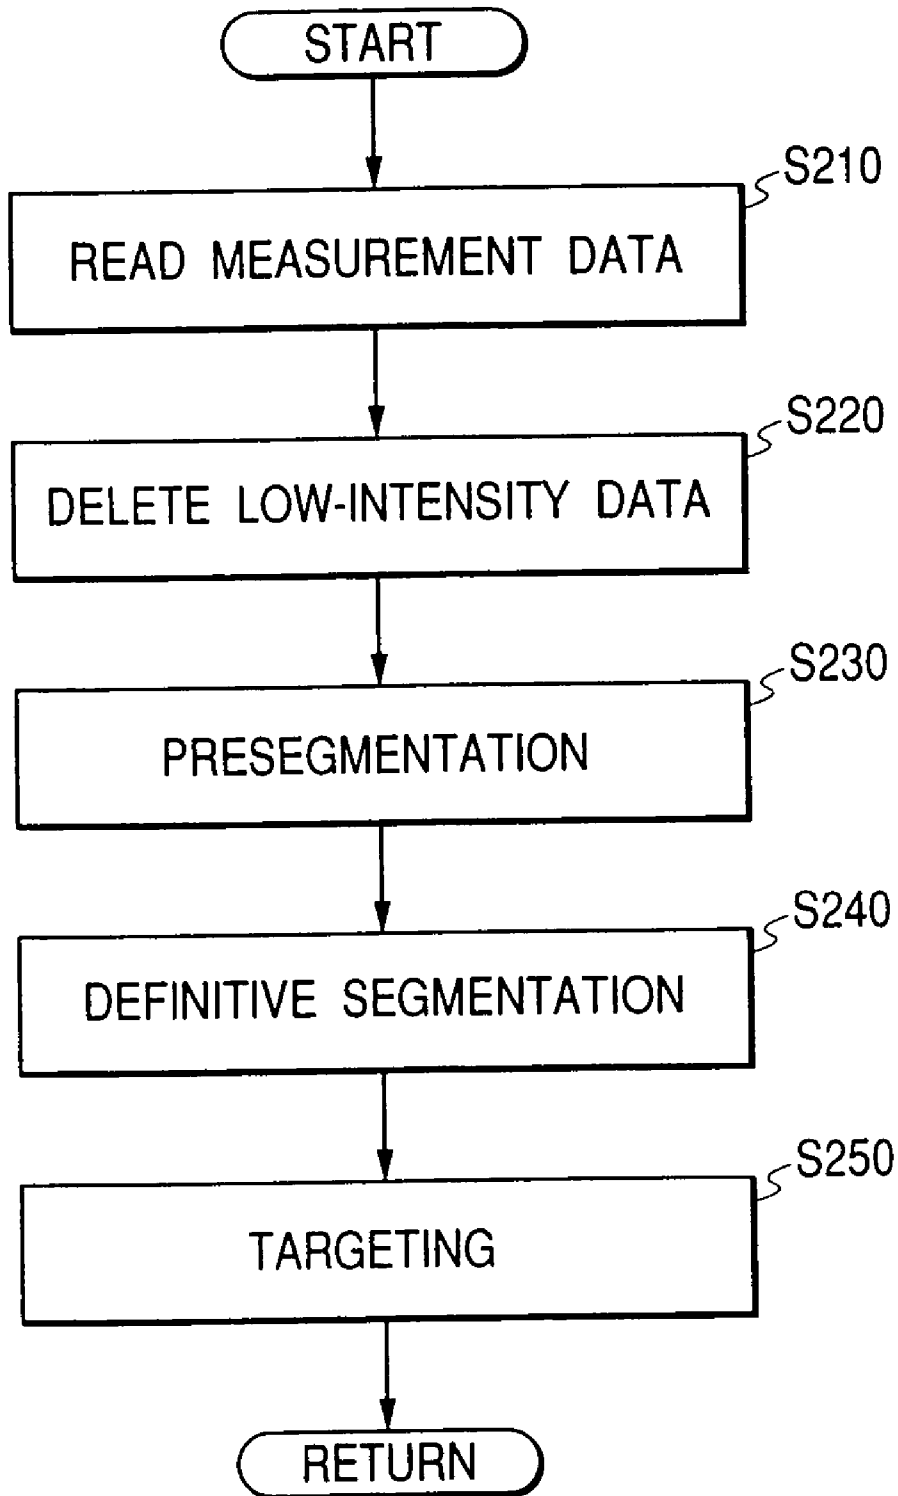 START
S210
READ MEASUREMENT DATA
S220
DELETE LOW-INTENSITY DATA
S230
PRESEGMENTATION
S240
DEFINITIVE SEGMENTATION
S250
TARGETING
RETURN